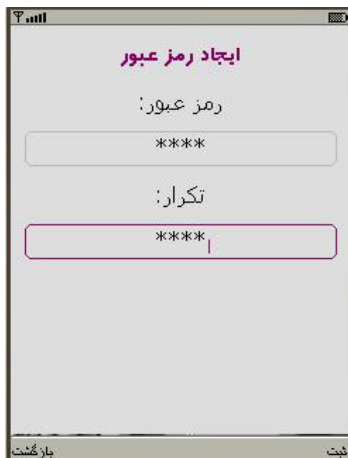 ایجاد رمز عبور
رمز عبور:
****
تکرار:
****
ثبت
بازگشت